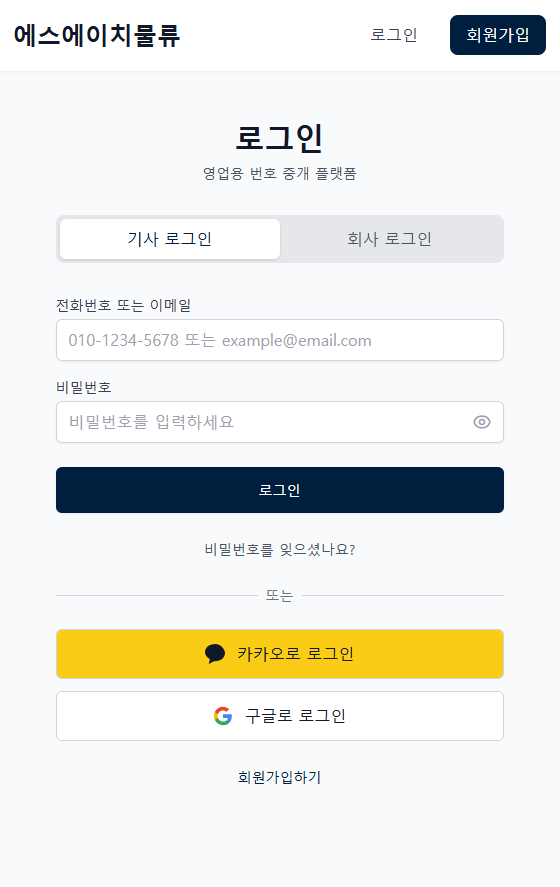 에스에이치물류
로그인
회원가입
로그인
영업용 번호 중개 플랫폼
기사 로그인
회사 로그인
전화번호 또는 이메일
010-1234-5678 또는 example@email.com
비밀번호
비밀번호를 입력하세요
로그인
비밀번호를 잊으셨나요?
또는
카카오로 로그인
구글로 로그인
회원가입하기